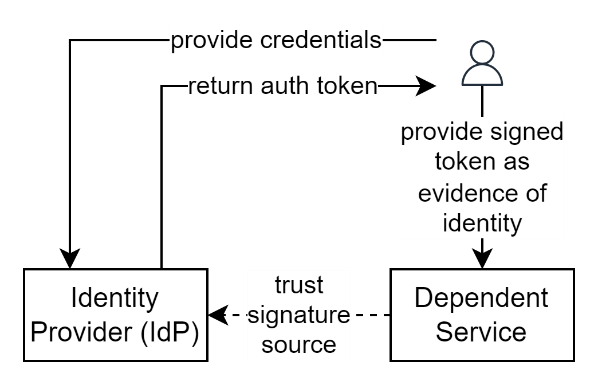 provide credentials
return auth token
provide signed
token as
evidence of
identity
Identity
Provider (IdP)
trust
signature
source
Dependent
Service